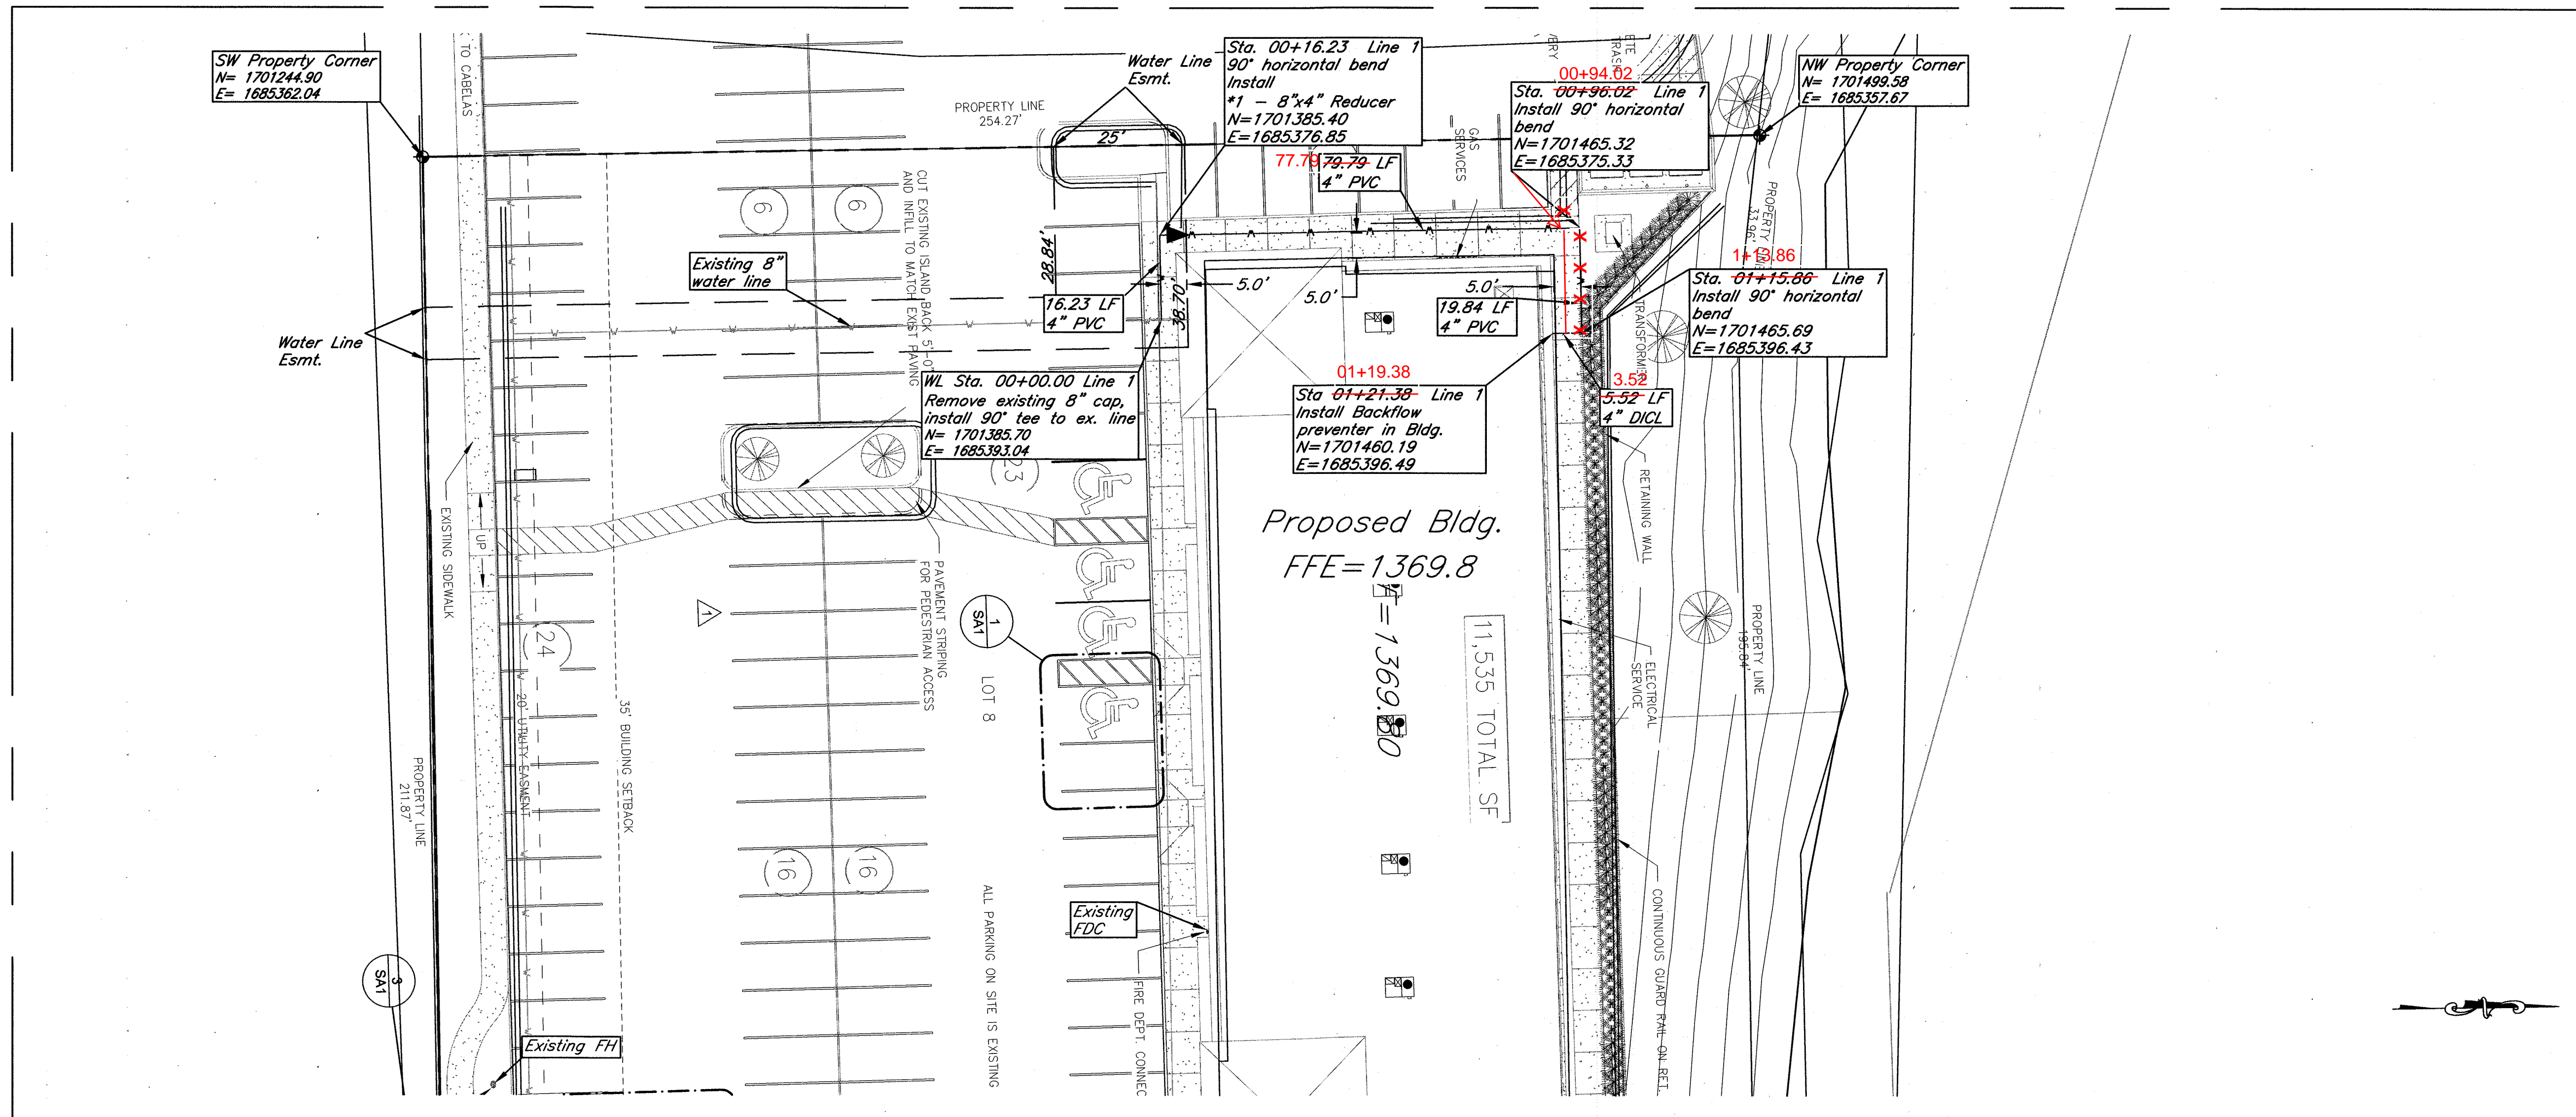 SW Property Corner
N= 1701244.90
E= 1685362.04
TO CABELAS
PROPERTY LINE
254.27'
Water Line
Esmt.
25'
Sta. 00+16.23 Line 1
90° horizontal bend
Install
*1 - 8"x4" Reducer
N=1701385.40
E=1685376.85
77.79
79.79 LF
4" PVC
GAS
SERVICES
00+94.02
Sta. 00+96.02 Line 1
Install 90° horizontal
bend
N=1701465.32
E=1685375.33
NW Property Corner
N= 1701499.58
E= 1685357.67
PROPERTY LINE
33.96'
6
6
CUT EXISTING ISLAND BACK 5'-0"
AND INFILL TO MATCH EXIST PAVING
Existing 8"
water line
Water Line
Esmt.
28.84'
16.23 LF
4" PVC
38.70'
5.0'
5.0'
5.0'
19.84 LF
4" PVC
1+13.86
Sta. 01+15.86 Line 1
Install 90° horizontal
bend
N=1701465.69
E=1685396.43
TRANSFORMER
WL Sta. 00+00.00 Line 1
Remove existing 8" cap,
install 90° tee to ex. line
N= 1701385.70
E= 1685393.04
01+19.38
Sta 01+21.38 Line 1
Install Backflow
preventer in Bldg.
N=1701460.19
E=1685396.49
3.52
5.52 LF
4" DICL
23
RETAINING WALL
EXISTING SIDEWALK
UP
Proposed Bldg.
FFE=1369.8
PAVEMENT STRIPING
FOR PEDESTRIAN ACCESS
1
1
SA1
LOT 8
24
20' UTILITY EASMENT
35' BUILDING SETBACK
11,535 TOTAL SF
ELECTRICAL
SERVICE
PROPERTY LINE
195.84'
PROPERTY LINE
211.87'
16
16
ALL PARKING ON SITE IS EXISTING
Existing
FDC
FIRE DEPT. CONNEC
CONTINUOUS GUARD RAIL ON RET.
3
SA1
Existing FH